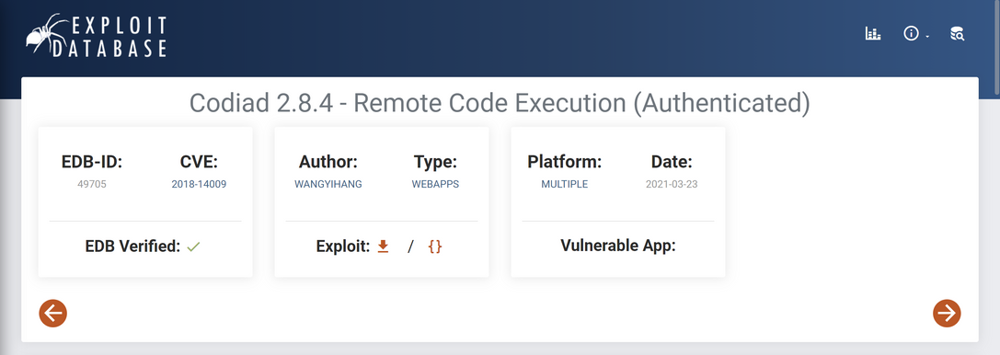 EXPLOIT
DATABASE
Codiad 2.8.4 - Remote Code Execution (Authenticated)
EDB-ID:
49705
CVE:
2018-14009
EDB Verified:
Author:
WANGYIHANG
Type:
WEBAPPS
Exploit: / {}
Platform:
MULTIPLE
Date:
2021-03-23
Vulnerable App: